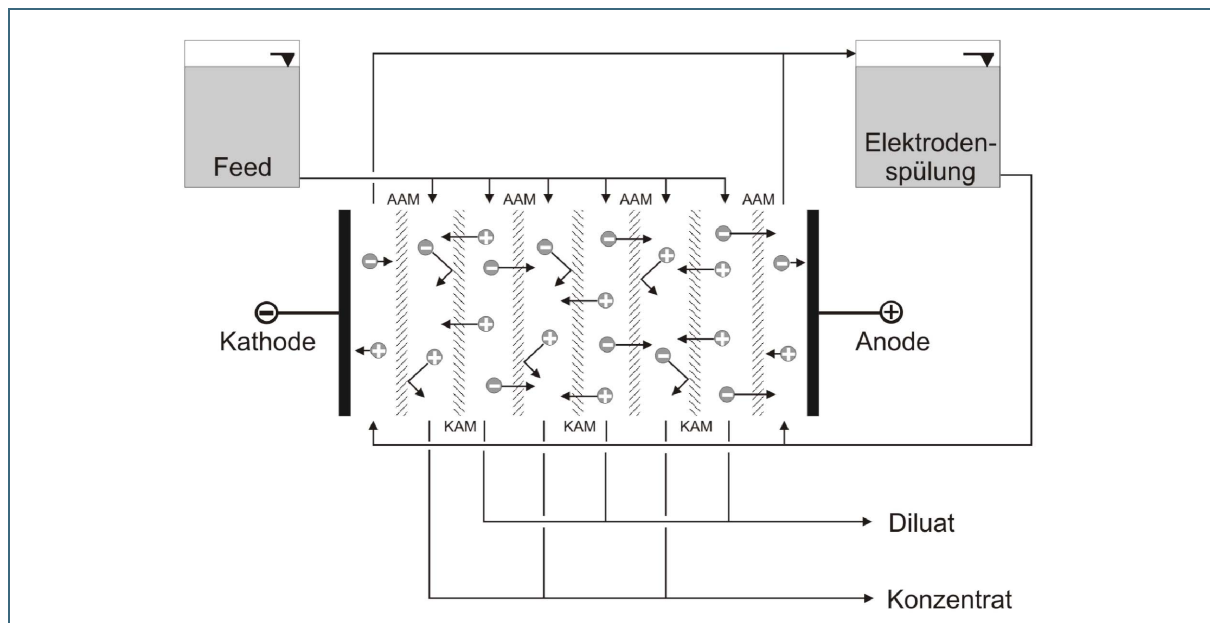 Feed
Elektroden-
spülung
AAM
AAM
AAM
AAM
Kathode
Anode
KAM
KAM
KAM
Diluat
Konzentrat